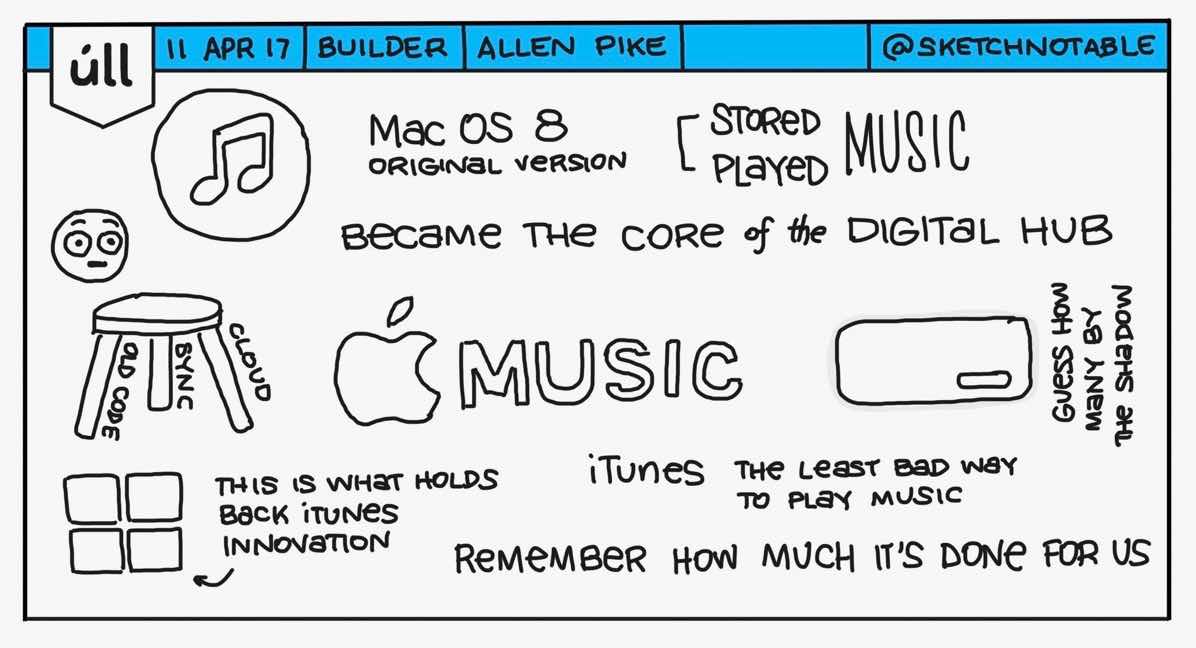 úll
11 APR 17
BUILDER
ALLEN PIKE
@SKETCHNOTABLE
Mac OS 8
ORIGINAL VERSION
STORED
PLAYED
MUSIC
BECAME THE CORE of the DIGITAL HUB
OLD CODE
SYNC
CLOUD
MUSIC
GUESS HOW
MANY BY
THE SHADOW
THIS IS WHAT HOLDS
BACK iTUNES
INNOVATION
iTunes
THE LEAST BAD WAY
TO PLAY MUSIC
REMEMBER HOW MUCH IT'S DONE FOR US